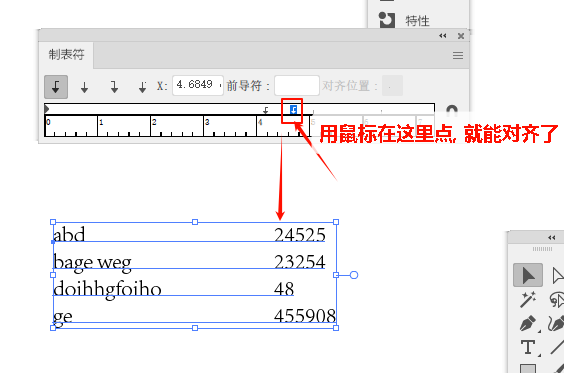 特性
制表符
X: 4.6849 前导符: 对齐位置: .
0 1 2 3 4 5
用鼠标在这里点, 就能对齐了
abd 24525
bage weg 23254
doihhgfoiho 48
ge 455908